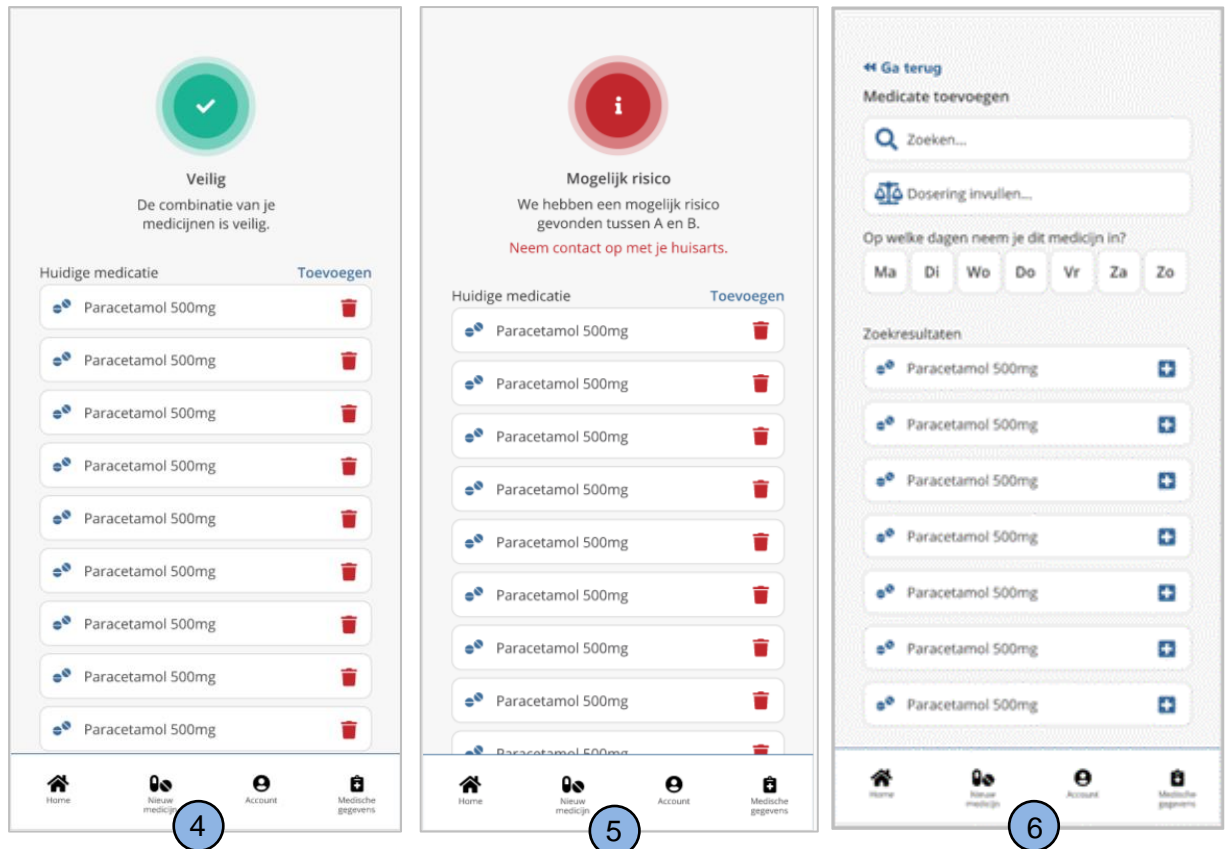 Veilig
De combinatie van je
medicijnen is veilig.
Huidige medicatie Toevoegen
Paracetamol 500mg
Paracetamol 500mg
Paracetamol 500mg
Paracetamol 500mg
Paracetamol 500mg
Paracetamol 500mg
Paracetamol 500mg
Paracetamol 500mg
Paracetamol 500mg
Home
Nieuw
medicijn
Account
Medische
gegevens
4
Mogelijk risico
We hebben een mogelijk risico
gevonden tussen A en B.
Neem contact op met je huisarts.
Huidige medicatie Toevoegen
Paracetamol 500mg
Paracetamol 500mg
Paracetamol 500mg
Paracetamol 500mg
Paracetamol 500mg
Paracetamol 500mg
Paracetamol 500mg
Paracetamol 500mg
Paracetamol 500mg
Home
Nieuw
medicijn
Account
Medische
gegevens
5
Ga terug
Medicate toevoegen
Zoeken...
Dosering invullen...
Op welke dagen neem je dit medicijn in?
Ma Di Wo Do Vr Za Zo
Zoekresultaten
Paracetamol 500mg
Paracetamol 500mg
Paracetamol 500mg
Paracetamol 500mg
Paracetamol 500mg
Paracetamol 500mg
Paracetamol 500mg
Home
Nieuw
medicijn
Account
Medische
gegevens
6